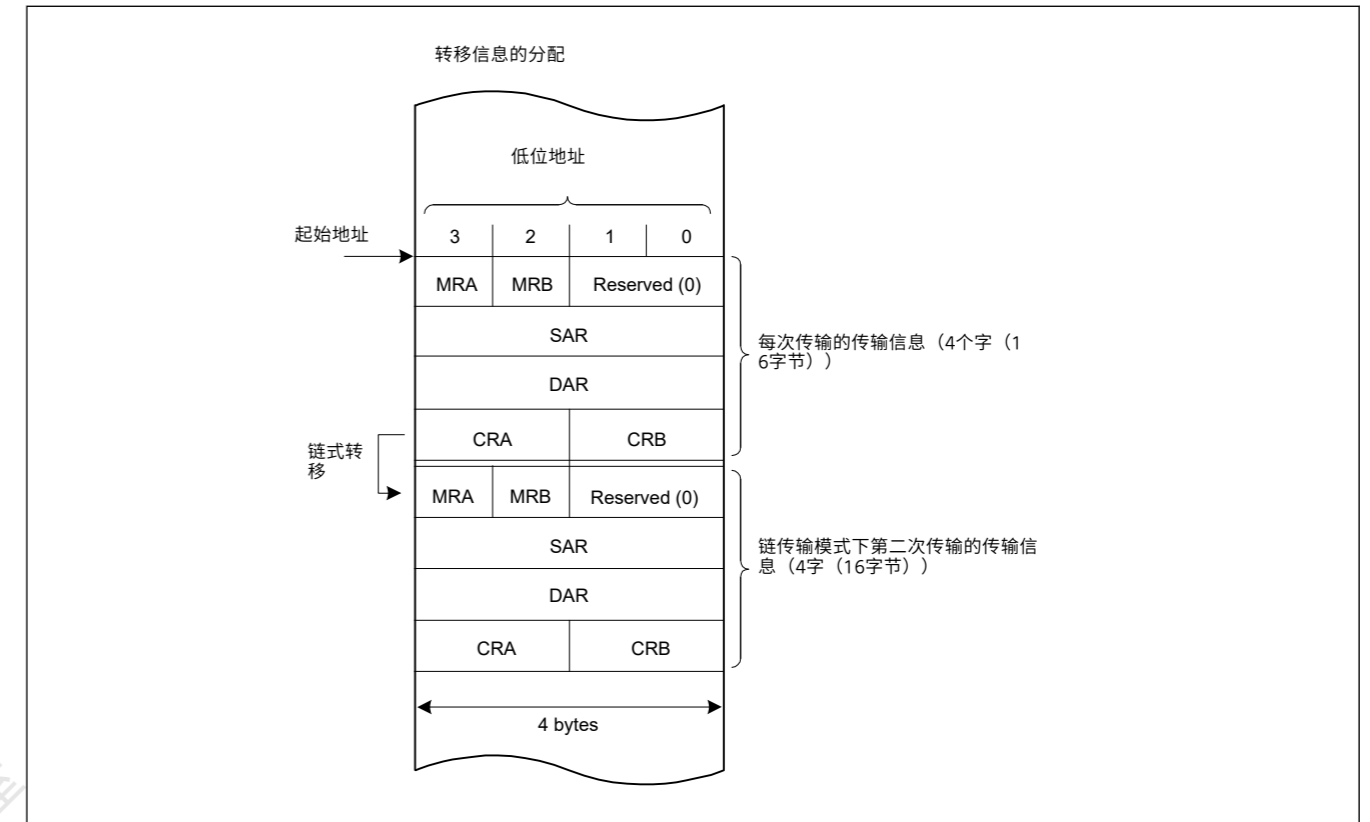 转移信息的分配
低位地址
起始地址
3 2 1 0
MRA MRB Reserved (0)
SAR
每次传输的传输信息（4个字（1
6字节））
DAR
CRA CRB
链式转
移
MRA MRB Reserved (0)
SAR
链传输模式下第二次传输的传输信
息（4字（16字节））
DAR
CRA CRB
4 bytes